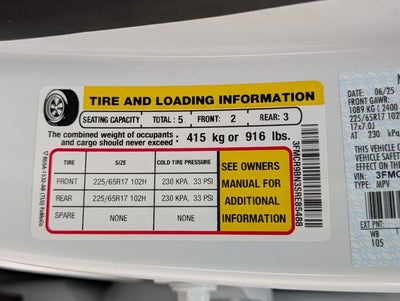 TIRE AND LOADING INFORMATION
SEATING CAPACITY TOTAL : 5 FRONT: 2 REAR: 3
The combined weight of occupants and cargo should never exceed : 415 kg or 916 lbs.
TIRE SIZE COLD TIRE PRESSURE
FRONT 225/65R17 102H 230 KPA, 33 PSI
REAR 225/65R17 102H 230 KPA, 33 PSI
SPARE NONE NONE
SEE OWNERS
MANUAL FOR
ADDITIONAL
INFORMATION
DATE: 06/25
FRONT GAWR:
1089 KG ( 2400
225/65R17 102
17x7.0J
AT 230 kP
THIS VEHICLE
VEHICLE SAFET
EFFECT
VIN: 3FMC
TYPE: MPV
EXT PNT:
WB
105